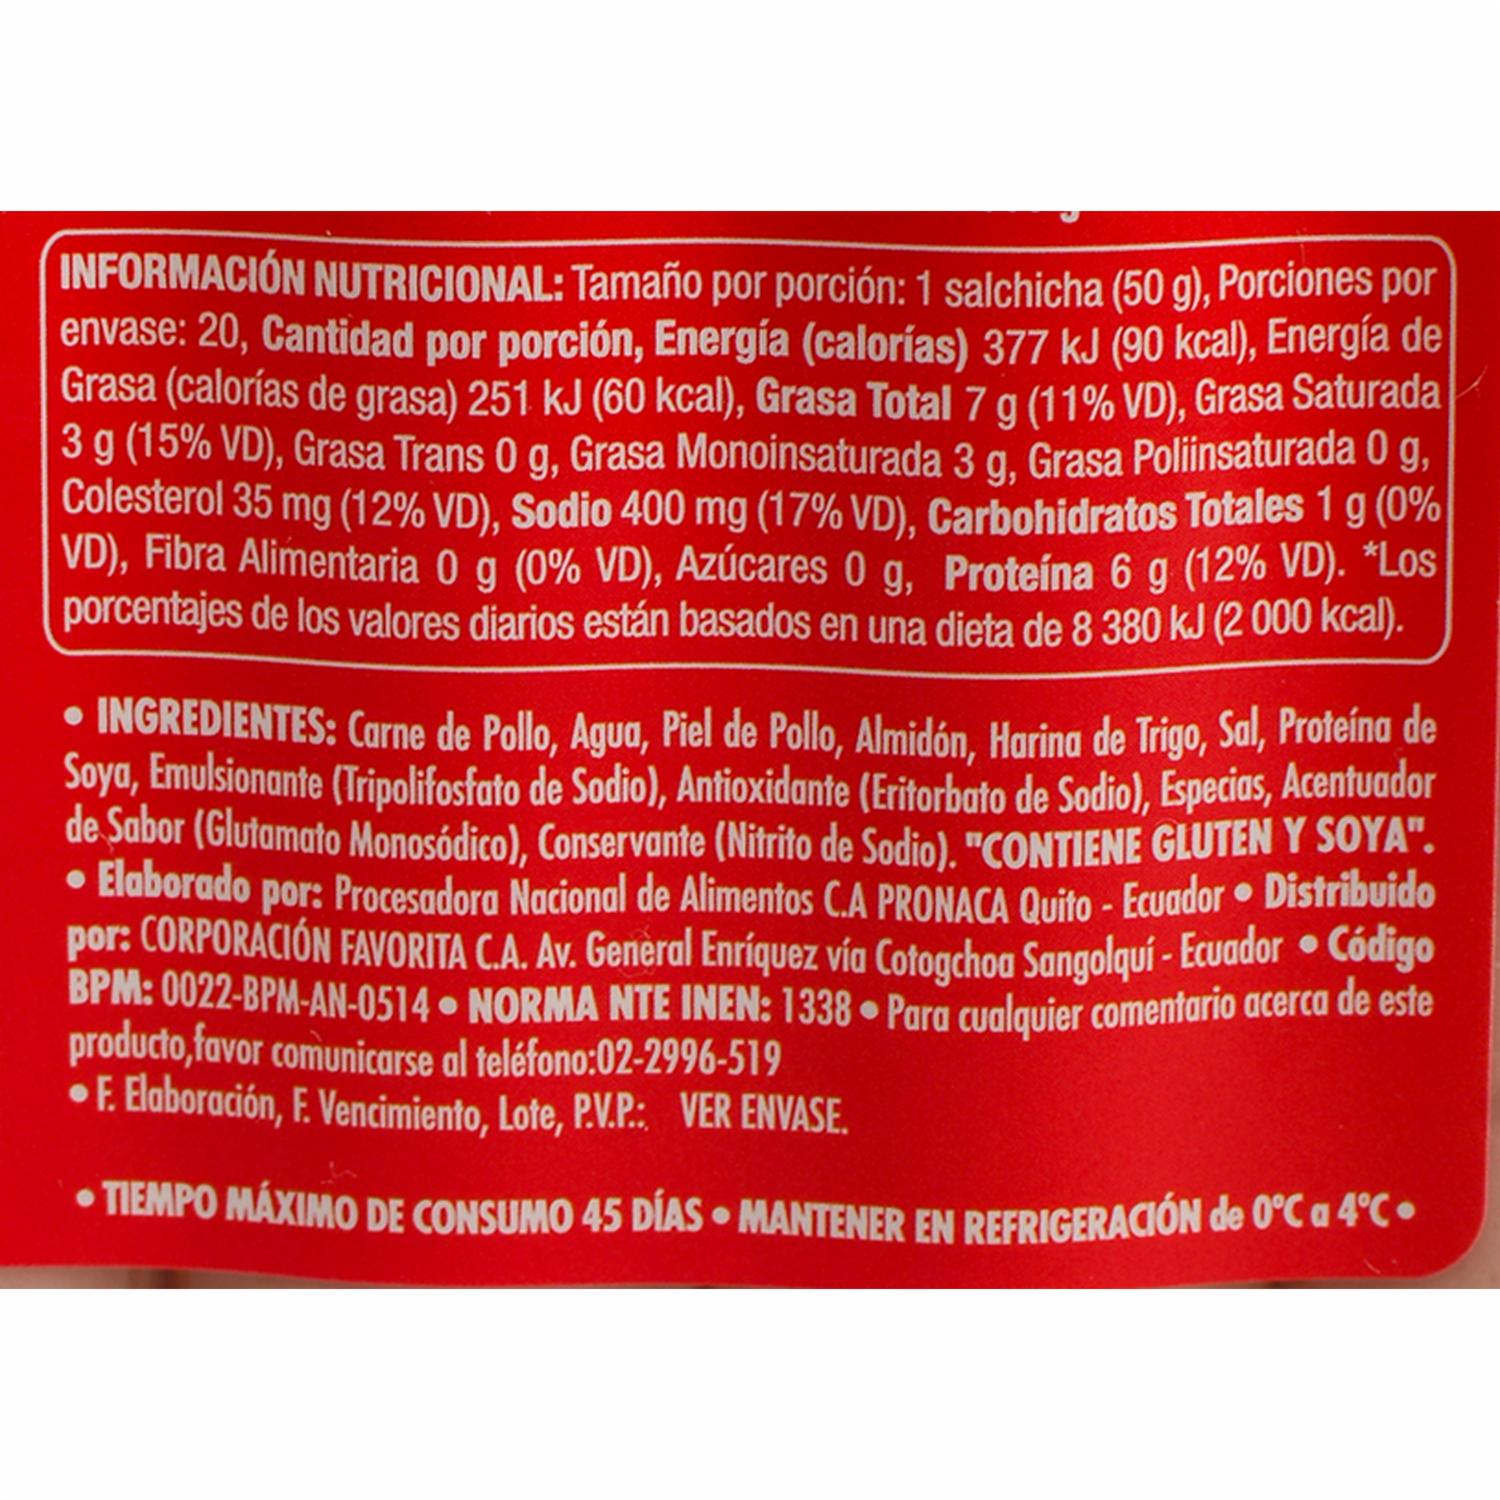 INFORMACIÓN NUTRICIONAL: Tamaño por porción: 1 salchicha (50 g), Porciones por
envase: 20, Cantidad por porción, Energía (calorías) 377 kJ (90 kcal), Energía de
Grasa (calorías de grasa) 251 kJ (60 kcal), Grasa Total 7 g (11% VD), Grasa Saturada
3 g (15% VD), Grasa Trans 0 g, Grasa Monoinsaturada 3 g, Grasa Poliinsaturada 0 g,
Colesterol 35 mg (12% VD), Sodio 400 mg (17% VD), Carbohidratos Totales 1 g (0%
VD), Fibra Alimentaria 0 g (0% VD), Azúcares 0 g, Proteína 6 g (12% VD). *Los
porcentajes de los valores diarios están basados en una dieta de 8 380 kJ (2 000 kcal).
• INGREDIENTES: Carne de Pollo, Agua, Piel de Pollo, Almidón, Harina de Trigo, Sal, Proteína de
Soya, Emulsionante (Tripolifosfato de Sodio), Antioxidante (Eritorbato de Sodio), Especias, Acentuador
de Sabor (Glutamato Monosódico), Conservante (Nitrito de Sodio). "CONTIENE GLUTEN Y SOYA".
• Elaborado por: Procesadora Nacional de Alimentos C.A PRONACA Quito - Ecuador • Distribuido
por: CORPORACIÓN FAVORITA C.A. Av. General Enríquez vía Cotogchoa Sangolquí - Ecuador • Código
BPM: 0022-BPM-AN-0514 • NORMA NTE INEN: 1338 • Para cualquier comentario acerca de este
producto,favor comunicarse al teléfono:02-2996-519
• F. Elaboración, F. Vencimiento, Lote, P.V.P.: VER ENVASE.
• TIEMPO MÁXIMO DE CONSUMO 45 DÍAS • MANTENER EN REFRIGERACIÓN de 0°C a 4°C •